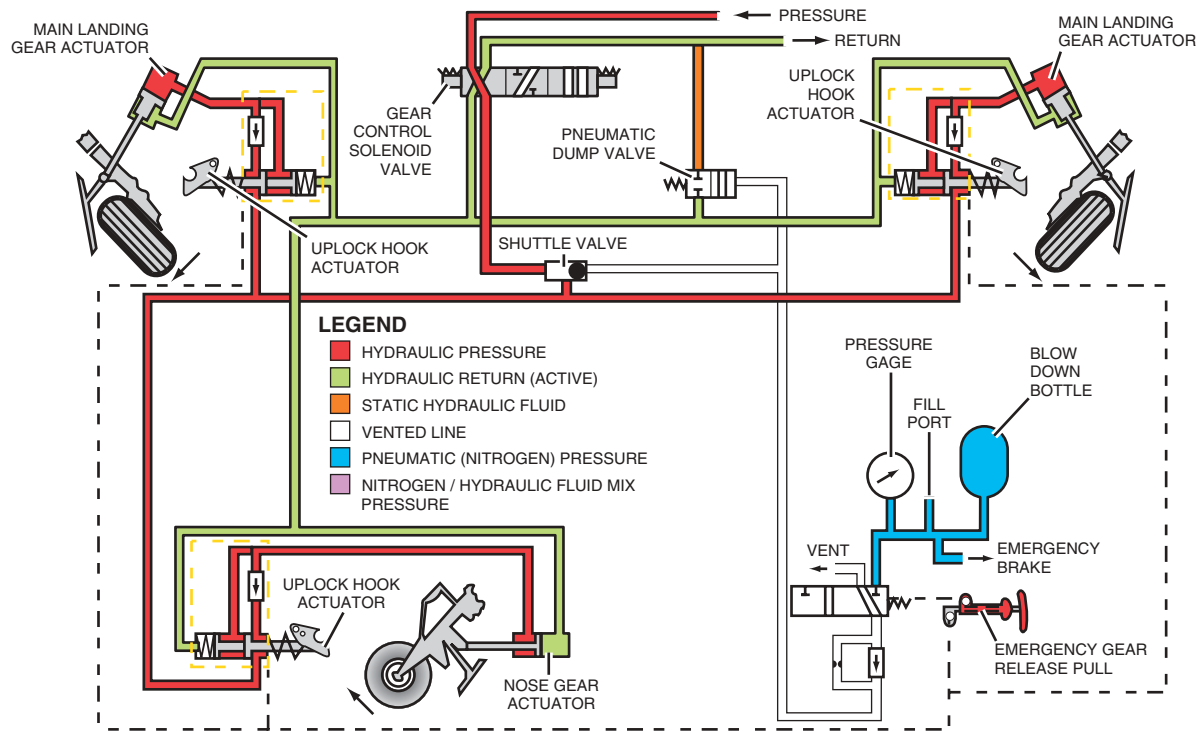 PRESSURE
RETURN
MAIN LANDING
GEAR ACTUATOR
MAIN LANDING
GEAR ACTUATOR
UPLOCK
HOOK
ACTUATOR
GEAR
CONTROL
SOLENOID
VALVE
PNEUMATIC
DUMP VALVE
UPLOCK HOOK
ACTUATOR
SHUTTLE VALVE
LEGEND
HYDRAULIC PRESSURE
HYDRAULIC RETURN (ACTIVE)
STATIC HYDRAULIC FLUID
VENTED LINE
PNEUMATIC (NITROGEN) PRESSURE
NITROGEN / HYDRAULIC FLUID MIX
PRESSURE
PRESSURE
GAGE
BLOW
DOWN
BOTTLE
FILL
PORT
VENT
EMERGENCY
BRAKE
EMERGENCY GEAR
RELEASE PULL
UPLOCK HOOK
ACTUATOR
NOSE GEAR
ACTUATOR